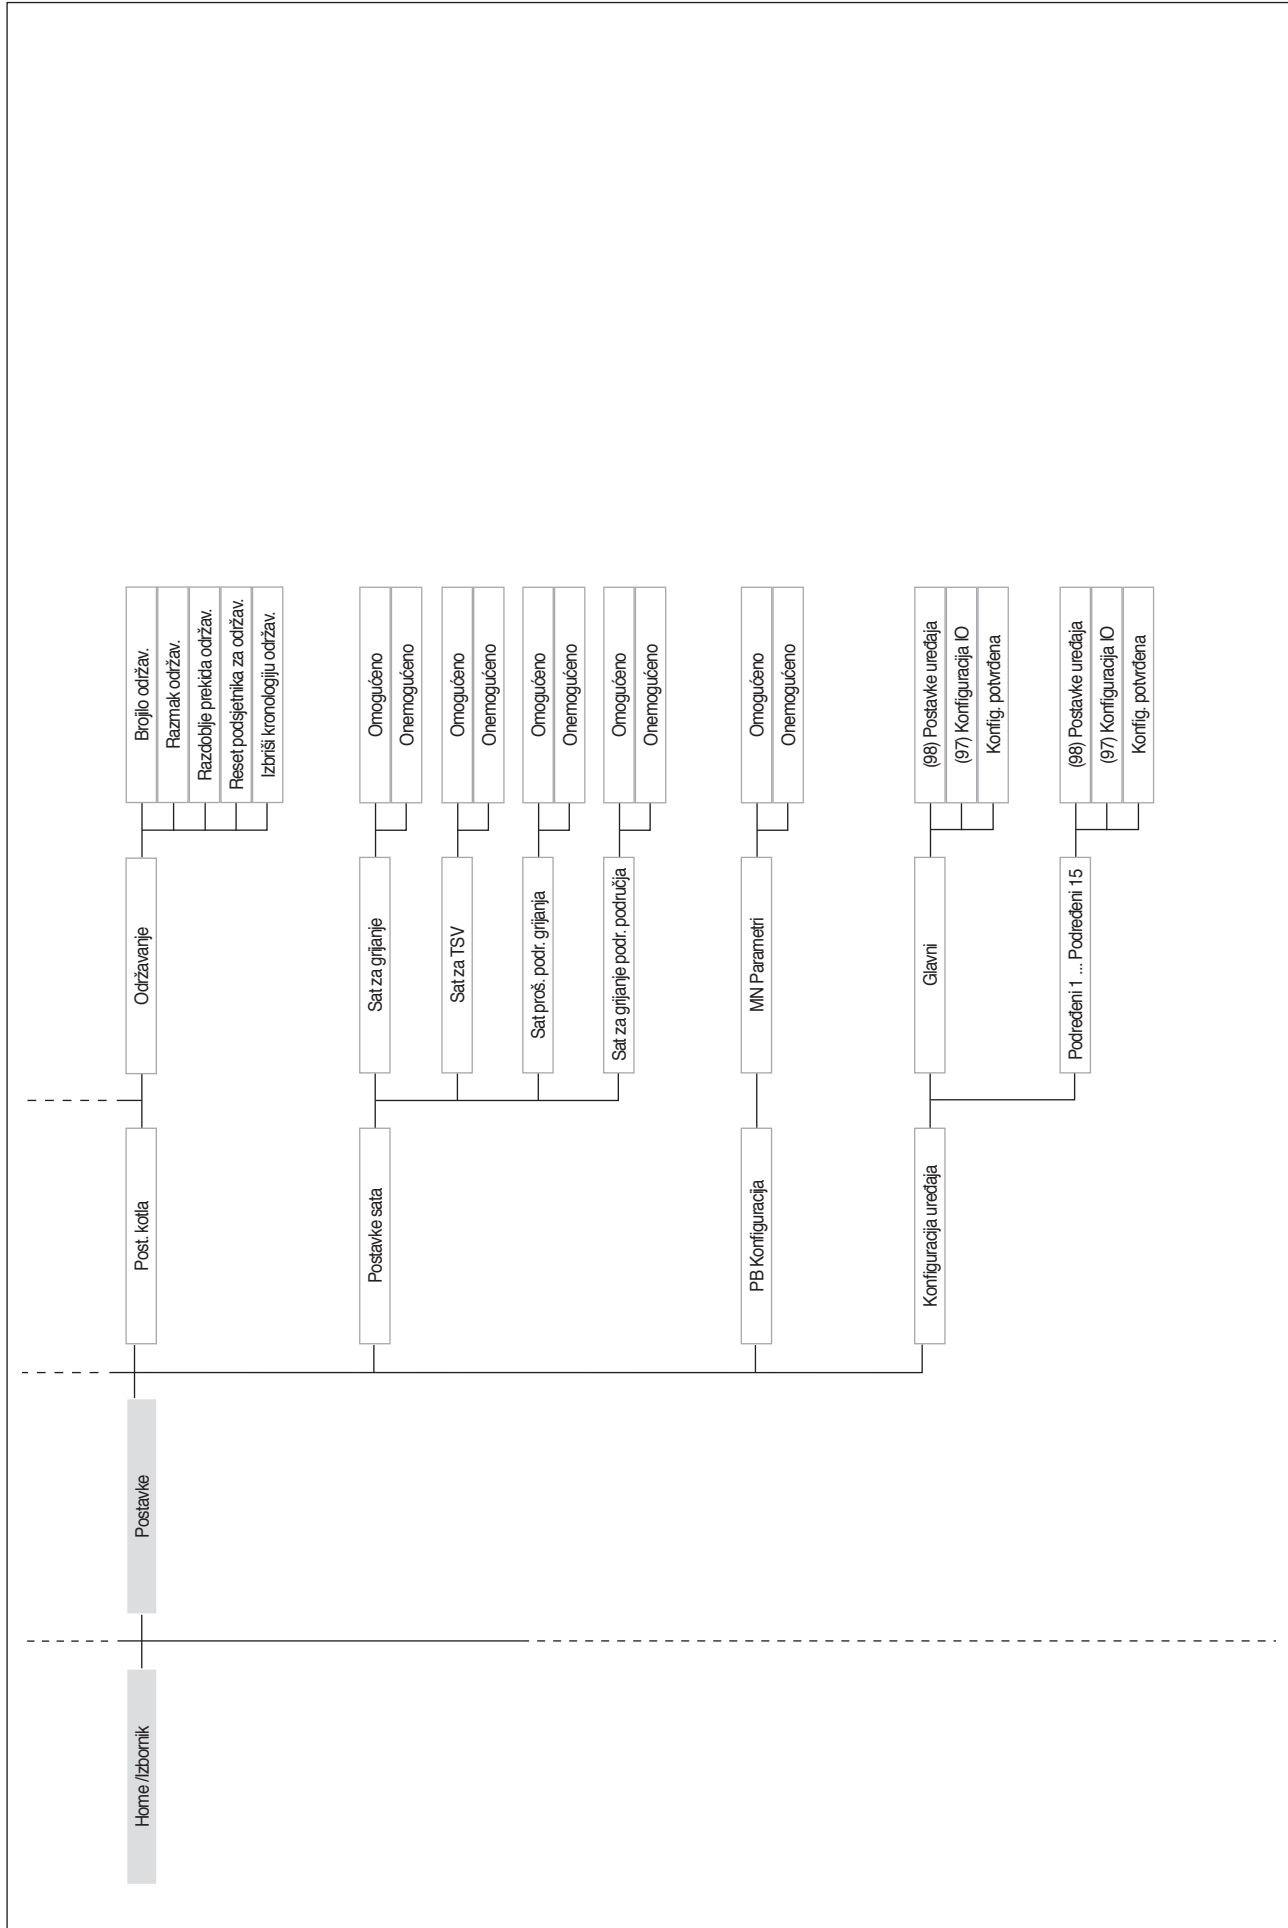 Home /Izbornik
Postavke
Post. kotla
Održavanje
Brojilo održav.
Razmak održav.
Razdoblje prekida održav.
Reset podsjetnika za održav.
Izbriši kronologiju održav.
Postavke sata
Sat za grijanje
Omogućeno
Onemogućeno
Sat za TSV
Omogućeno
Onemogućeno
Sat proš. podr. grijanja
Omogućeno
Onemogućeno
Sat za grijanje podr. područja
Omogućeno
Onemogućeno
PB Konfiguracija
MN Parametri
Omogućeno
Onemogućeno
Konfiguracija uređaja
Glavni
(98) Postavke uređaja
(97) Konfiguracija IO
Konfig. potvrđena
Podređeni 1 ... Podređeni 15
(98) Postavke uređaja
(97) Konfiguracija IO
Konfig. potvrđena